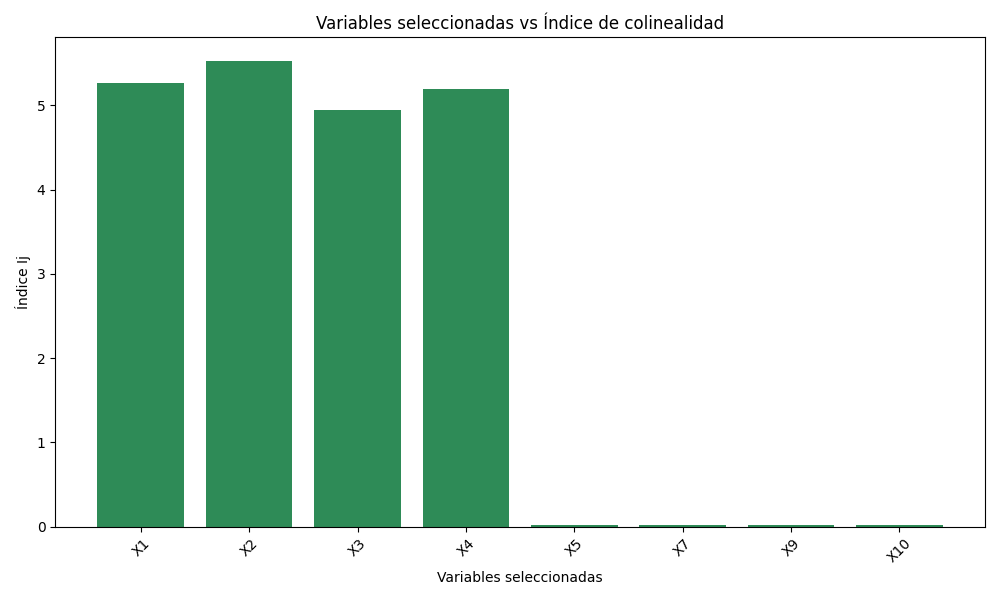 Variables seleccionadas vs Índice de colinealidad
Índice Ij
5
4
3
2
1
0
X1 X2 X3 X4 X5 X7 X9 X10
Variables seleccionadas